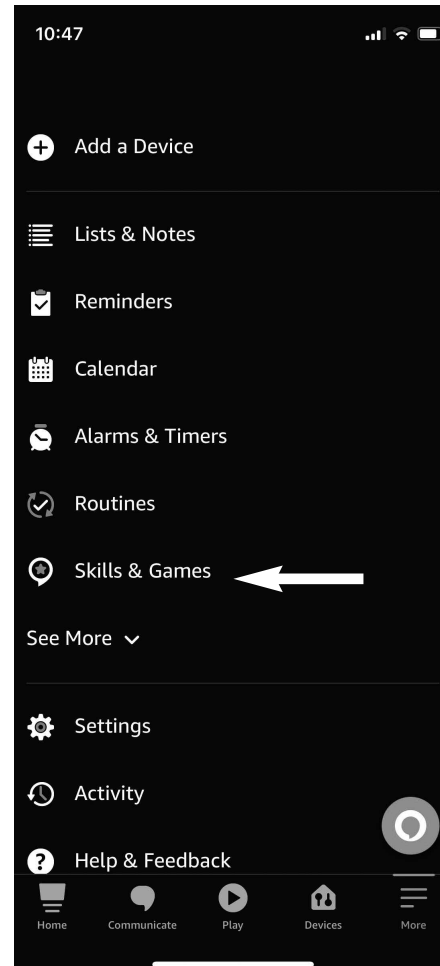 10:47
Add a Device
Lists & Notes
Reminders
Calendar
Alarms & Timers
Routines
Skills & Games
See More
Settings
Activity
Help & Feedback
Home Communicate Play Devices More